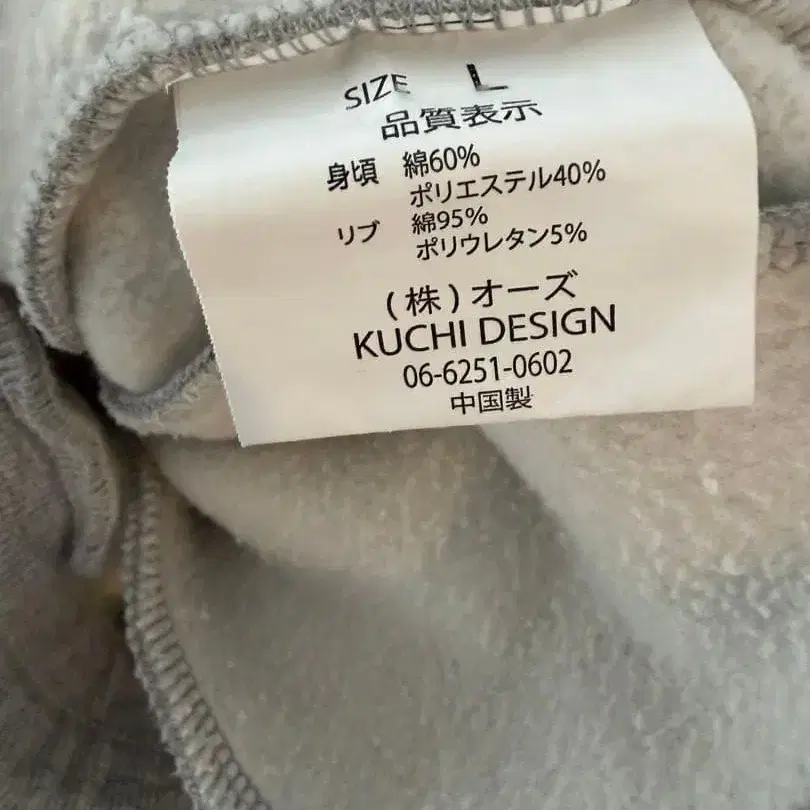 SIZE L
品質表示
身頃 綿60%
ポリエステル40%
リブ 綿95%
ポリウレタン5%
(株)オーズ
KUCHI DESIGN
06-6251-0602
中国製